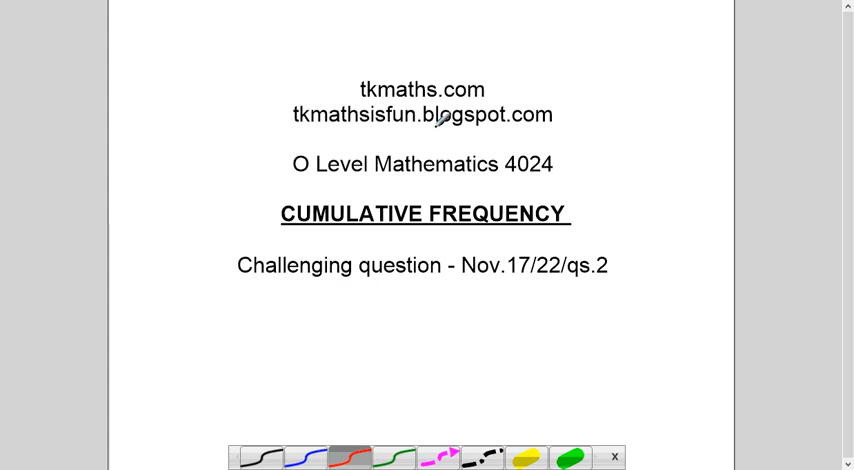 tkmaths.com
tkmathsisfun.blogspot.com
O Level Mathematics 4024
CUMULATIVE FREQUENCY
Challenging question - Nov.17/22/qs.2
x